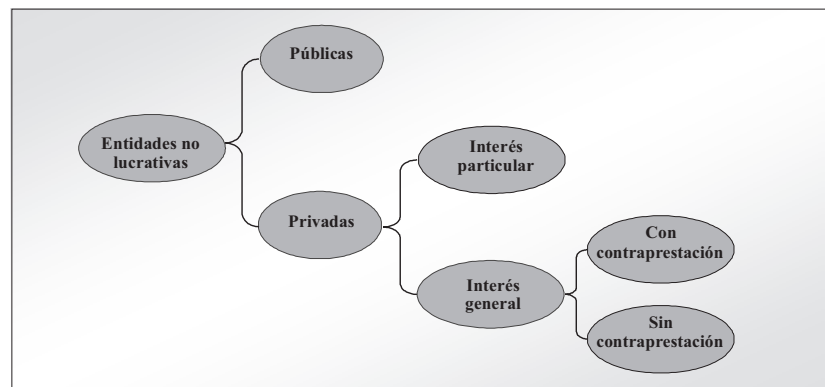 Públicas
Entidades no
lucrativas
Interés
particular
Privadas
Con
contraprestación
Interés
general
Sin
contraprestación